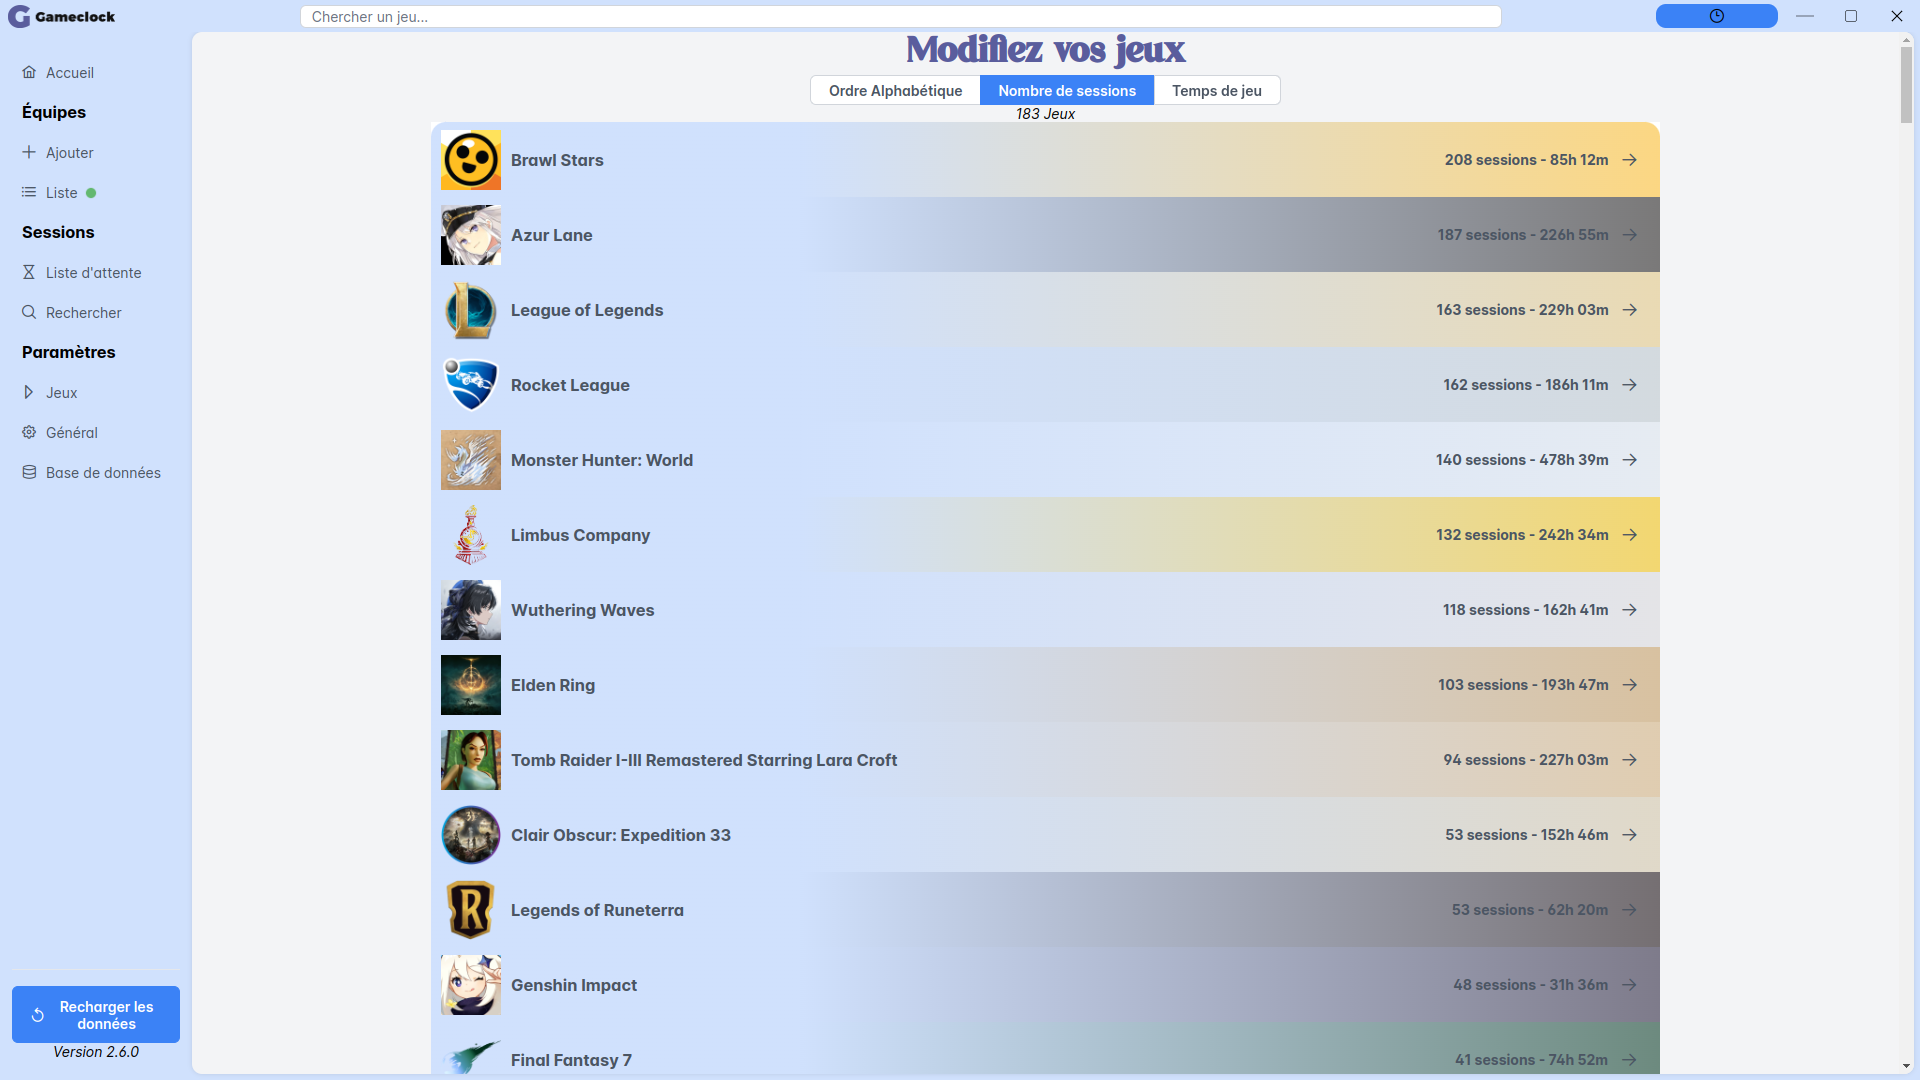 Gameclock
Chercher un jeu...
Accueil
Équipes
Ajouter
Liste
Sessions
Liste d'attente
Rechercher
Paramètres
Jeux
Général
Base de données
Recharger les
données
Version 2.6.0
Modifiez vos jeux
Ordre Alphabétique
Nombre de sessions
Temps de jeu
183 Jeux
Brawl Stars
208 sessions - 85h 12m
Azur Lane
187 sessions - 226h 55m
League of Legends
163 sessions - 229h 03m
Rocket League
162 sessions - 186h 11m
Monster Hunter: World
140 sessions - 478h 39m
Limbus Company
132 sessions - 242h 34m
Wuthering Waves
118 sessions - 162h 41m
Elden Ring
103 sessions - 193h 47m
Tomb Raider I-III Remastered Starring Lara Croft
94 sessions - 227h 03m
Clair Obscur: Expedition 33
53 sessions - 152h 46m
Legends of Runeterra
53 sessions - 62h 20m
Genshin Impact
48 sessions - 31h 36m
Final Fantasy 7
41 sessions - 74h 52m